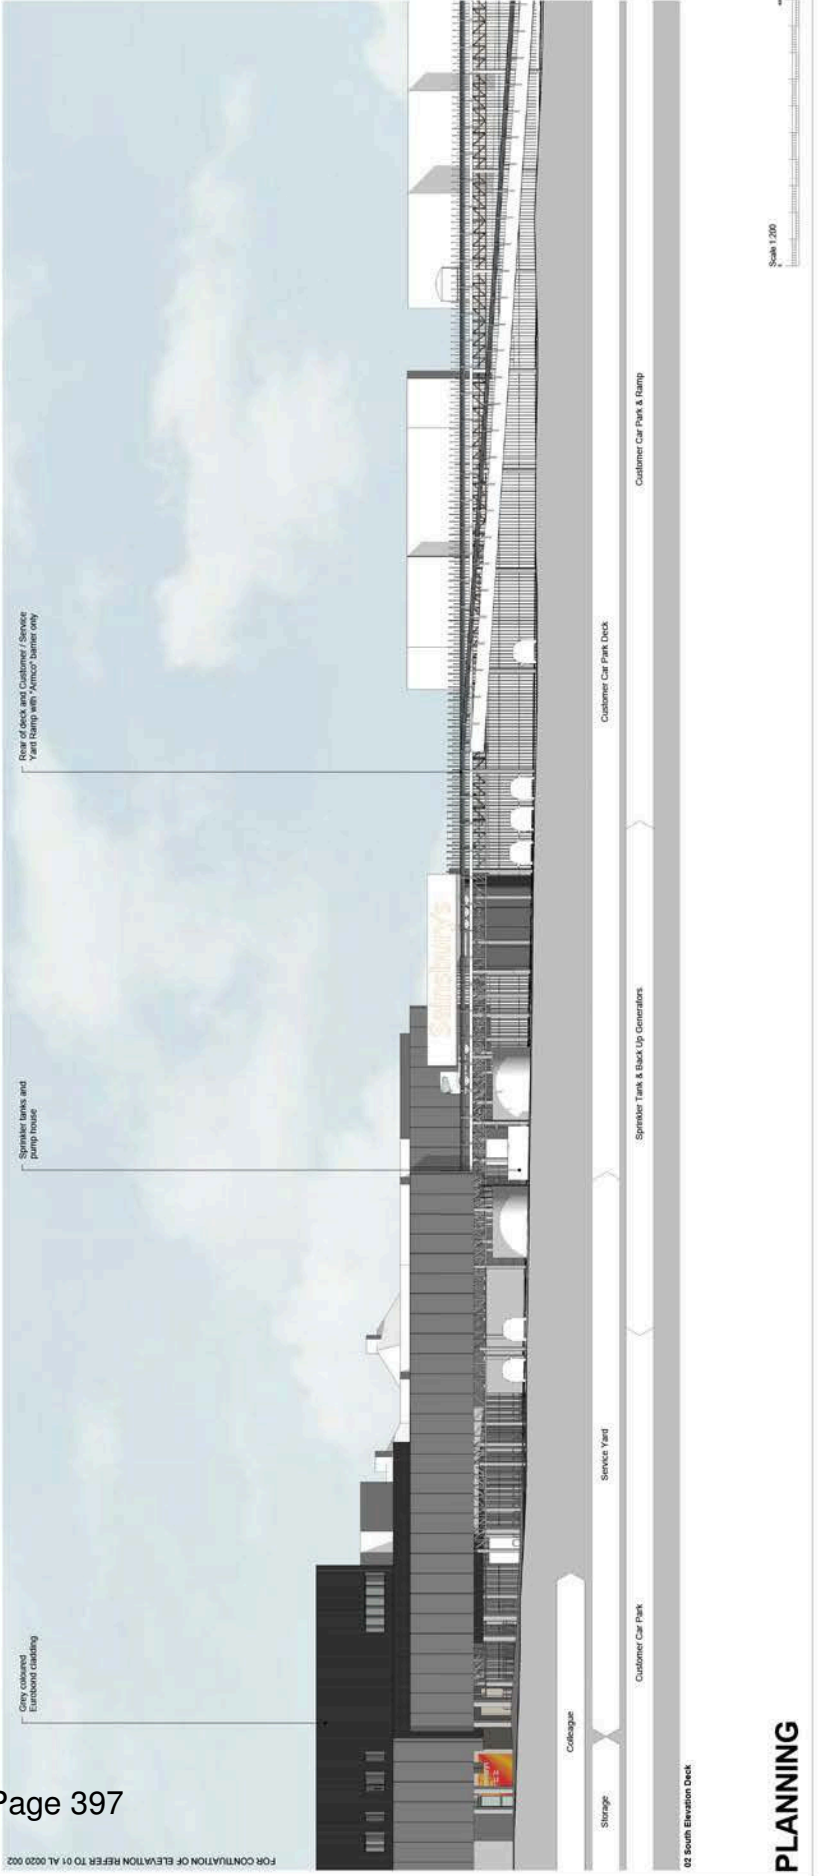 Grey coloured
Eurobond cladding
Sprinkler tanks and
pump house
Rear of deck and Customer / Service
Yard Ramp with "Armco" barrier only
FOR CONTINUATION OF ELEVATION REFER TO 01 AL 0020 002
Sainsbury's
Colleague
Storage
Service Yard
Customer Car Park Deck
Customer Car Park
Sprinkler Tank & Back Up Generators
Customer Car Park & Ramp
02 South Elevation Deck
PLANNING
Scale 1:200
Page 397